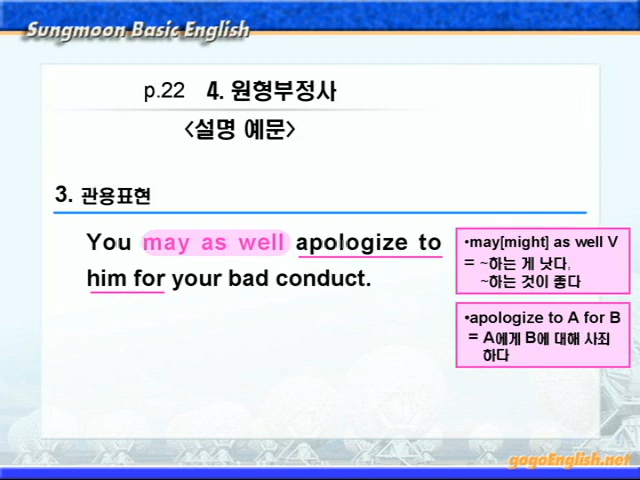 Sungmoon Basic English
p.22 4. 원형부정사
<설명 예문>
3. 관용표현
You may as well apologize to
him for your bad conduct.
•may[might] as well V
= ~하는 게 낫다,
~하는 것이 좋다
•apologize to A for B
= A에게 B에 대해 사죄
하다
gogoEnglish.net